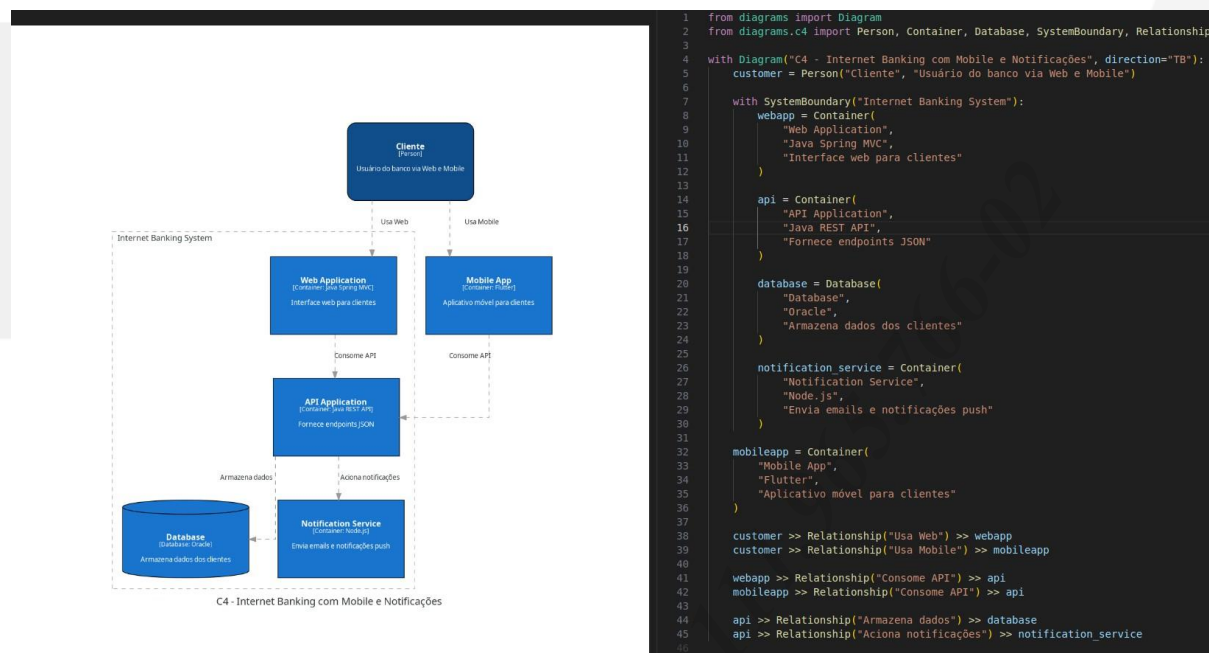 Cliente
[Person]
Usuário do banco via Web e Mobile
Usa Web
Usa Mobile
Internet Banking System
Web Application
[Container: Java Spring MVC]
Interface web para clientes
Mobile App
[Container: Flutter]
Aplicativo móvel para clientes
Consome API
Consome API
API Application
[Container: Java REST API]
Fornece endpoints JSON
Armazena dados
Aciona notificações
Database
[Database: Oracle]
Armazena dados dos clientes
Notification Service
[Container: Node.js]
Envia emails e notificações push
C4 - Internet Banking com Mobile e Notificações
1 from diagrams import Diagram
2 from diagrams.c4 import Person, Container, Database, SystemBoundary, Relationship
3
4 with Diagram("C4 - Internet Banking com Mobile e Notificações", direction="TB"):
5     customer = Person("Cliente", "Usuário do banco via Web e Mobile")
6
7     with SystemBoundary("Internet Banking System"):
8         webapp = Container(
9             "Web Application",
10             "Java Spring MVC",
11             "Interface web para clientes"
12         )
13
14         api = Container(
15             "API Application",
16             "Java REST API",
17             "Fornece endpoints JSON"
18         )
19
20         database = Database(
21             "Database",
22             "Oracle",
23             "Armazena dados dos clientes"
24         )
25
26         notification_service = Container(
27             "Notification Service",
28             "Node.js",
29             "Envia emails e notificações push"
30         )
31
32     mobileapp = Container(
33         "Mobile App",
34         "Flutter",
35         "Aplicativo móvel para clientes"
36     )
37
38     customer >> Relationship("Usa Web") >> webapp
39     customer >> Relationship("Usa Mobile") >> mobileapp
40
41     webapp >> Relationship("Consome API") >> api
42     mobileapp >> Relationship("Consome API") >> api
43
44     api >> Relationship("Armazena dados") >> database
45     api >> Relationship("Aciona notificações") >> notification_service
46